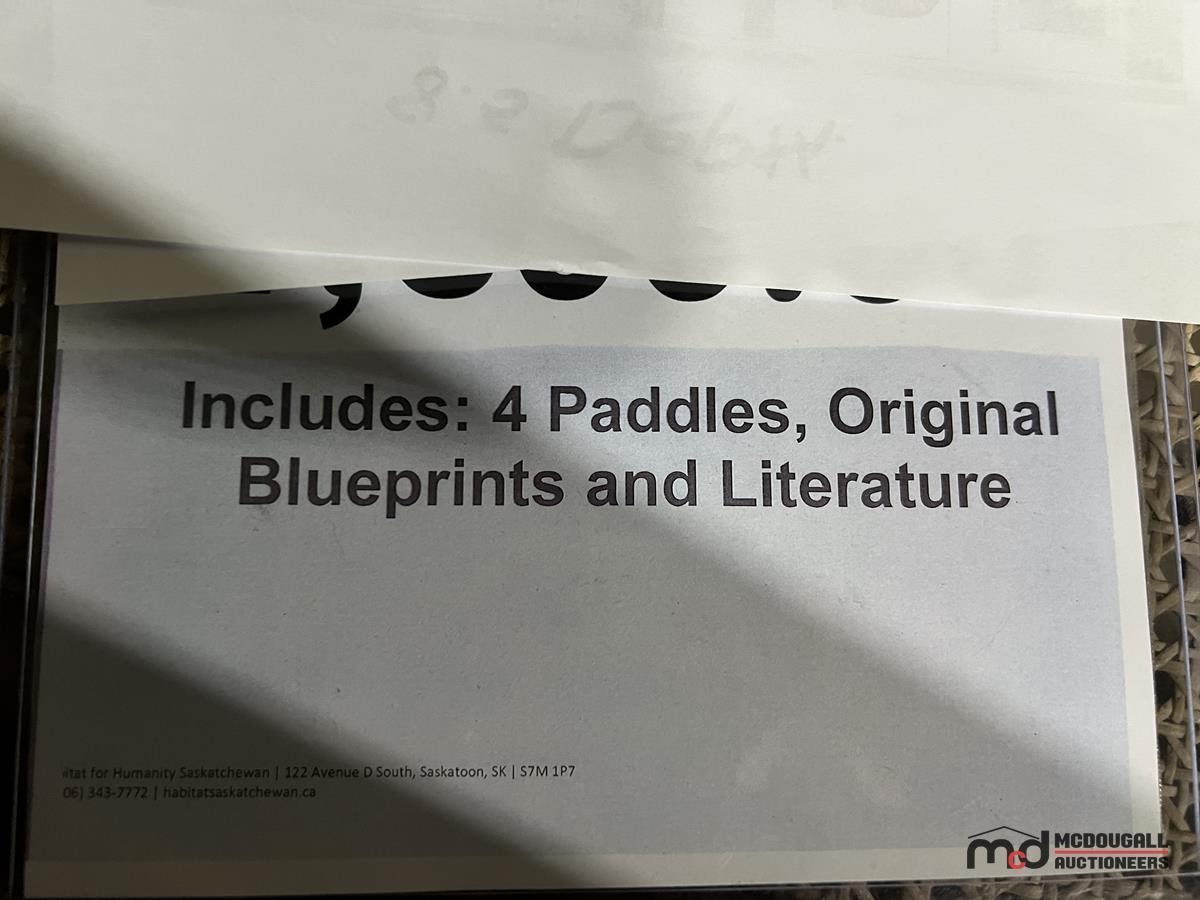 Includes: 4 Paddles, Original
Blueprints and Literature
itat for Humanity Saskatchewan | 122 Avenue D South, Saskatoon, SK | S7M 1P7
06) 343-7772 | habitatsaskatchewan.ca
mcd MCDOUGALL
AUCTIONEERS